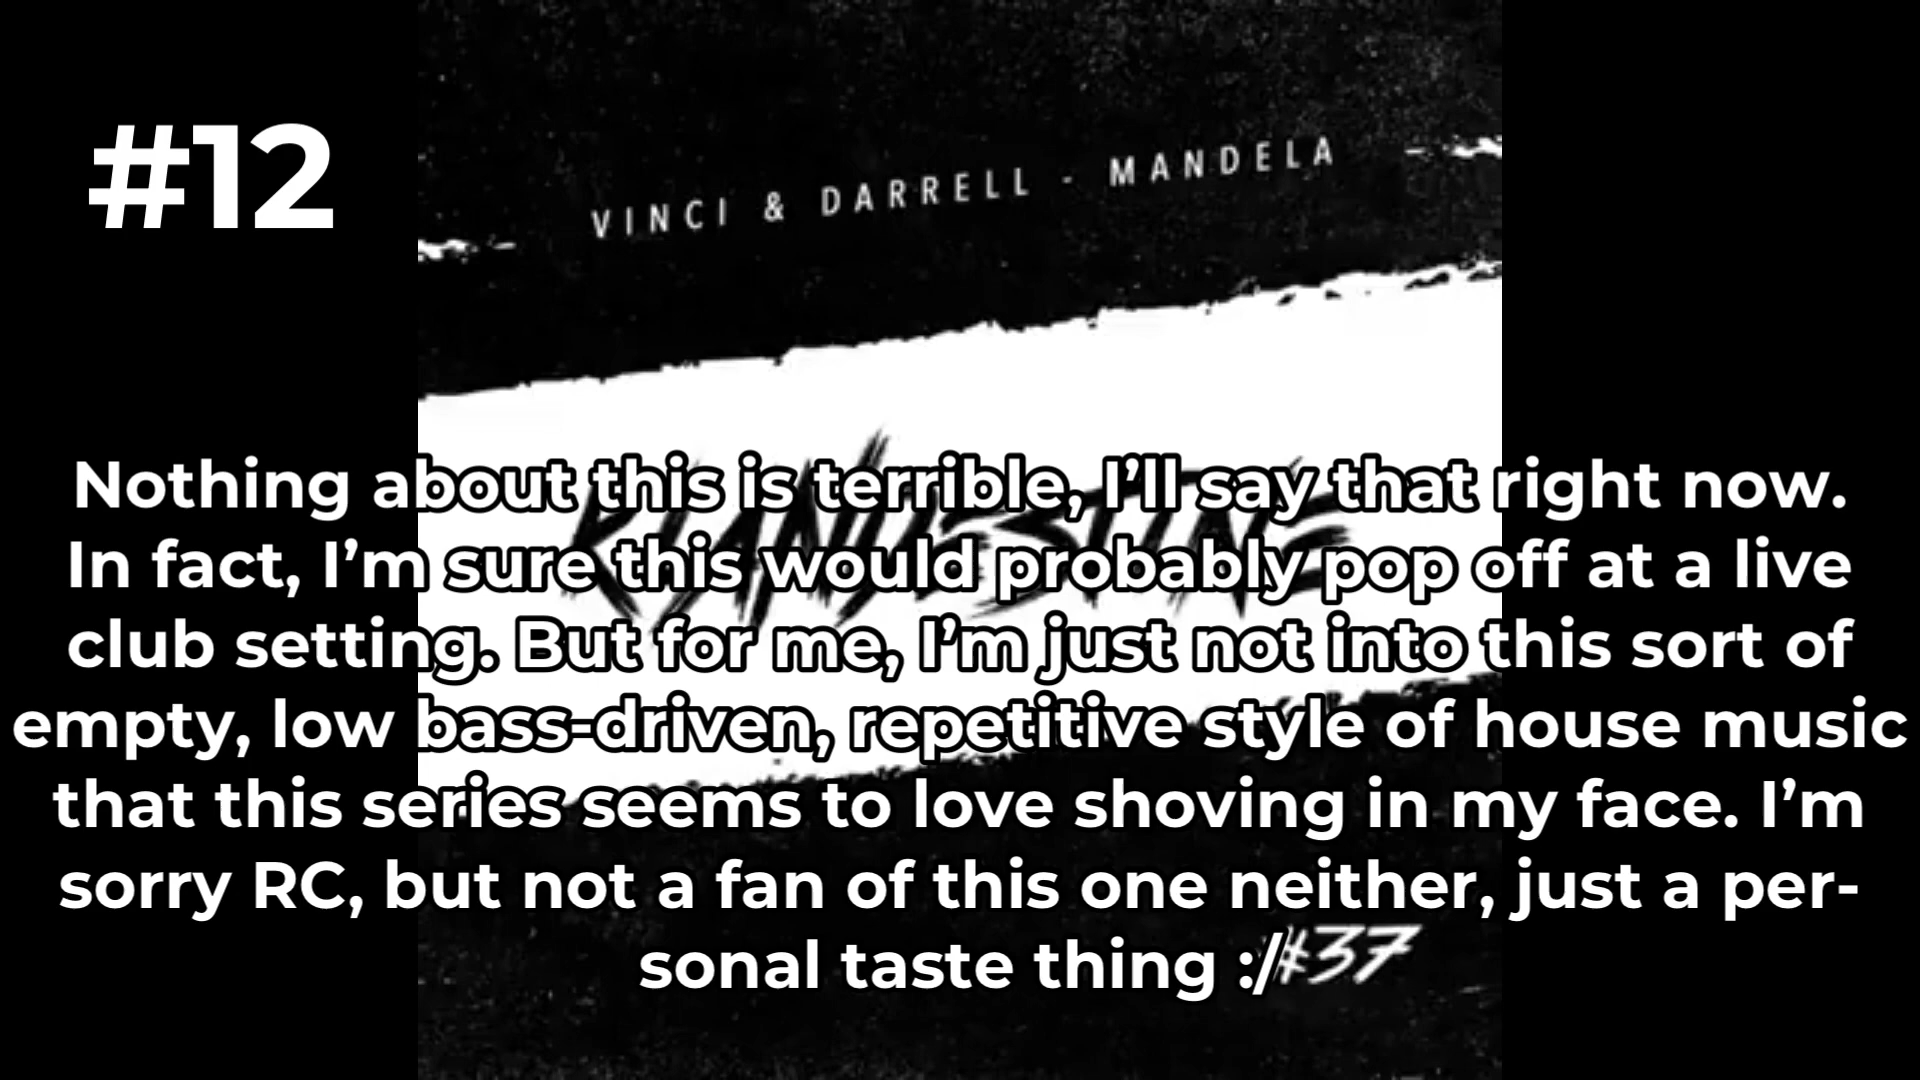 #12
VINCI & DARRELL - MANDELA
KLANDESTINE
Nothing about this is terrible, I’ll say that right now.
In fact, I’m sure this would probably pop off at a live
club setting. But for me, I’m just not into this sort of
empty, low bass-driven, repetitive style of house music
that this series seems to love shoving in my face. I’m
sorry RC, but not a fan of this one neither, just a per-
sonal taste thing :/
#37